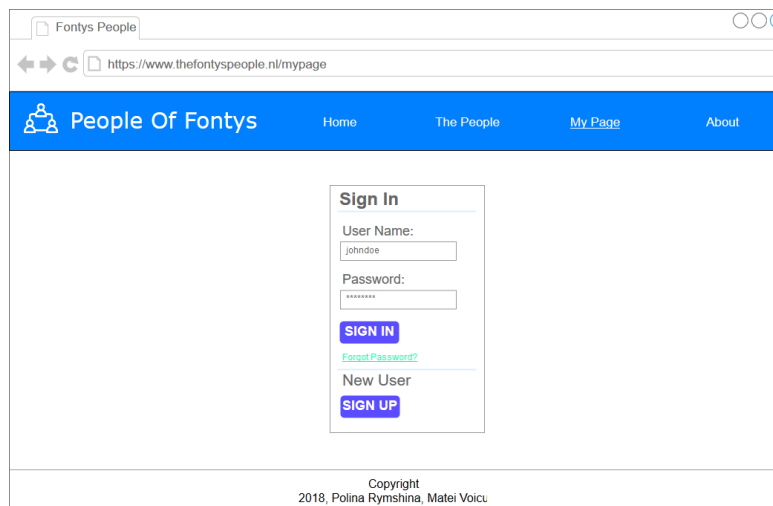 Fontys People
https://www.thefontyspeople.nl/mypage
People Of Fontys Home The People My Page About
Sign In
User Name:
johndoe
Password:
********
SIGN IN
Forgot Password?
New User
SIGN UP
Copyright
2018, Polina Rymshina, Matei Voicu